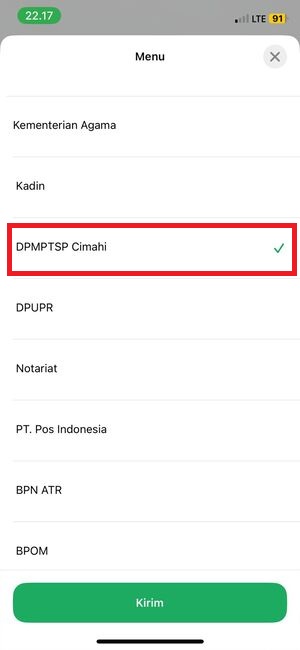 22.17
LTE 91
Menu
Kementerian Agama
Kadin
DPMPTSP Cimahi
DPUPR
Notariat
PT. Pos Indonesia
BPN ATR
BPOM
Kirim